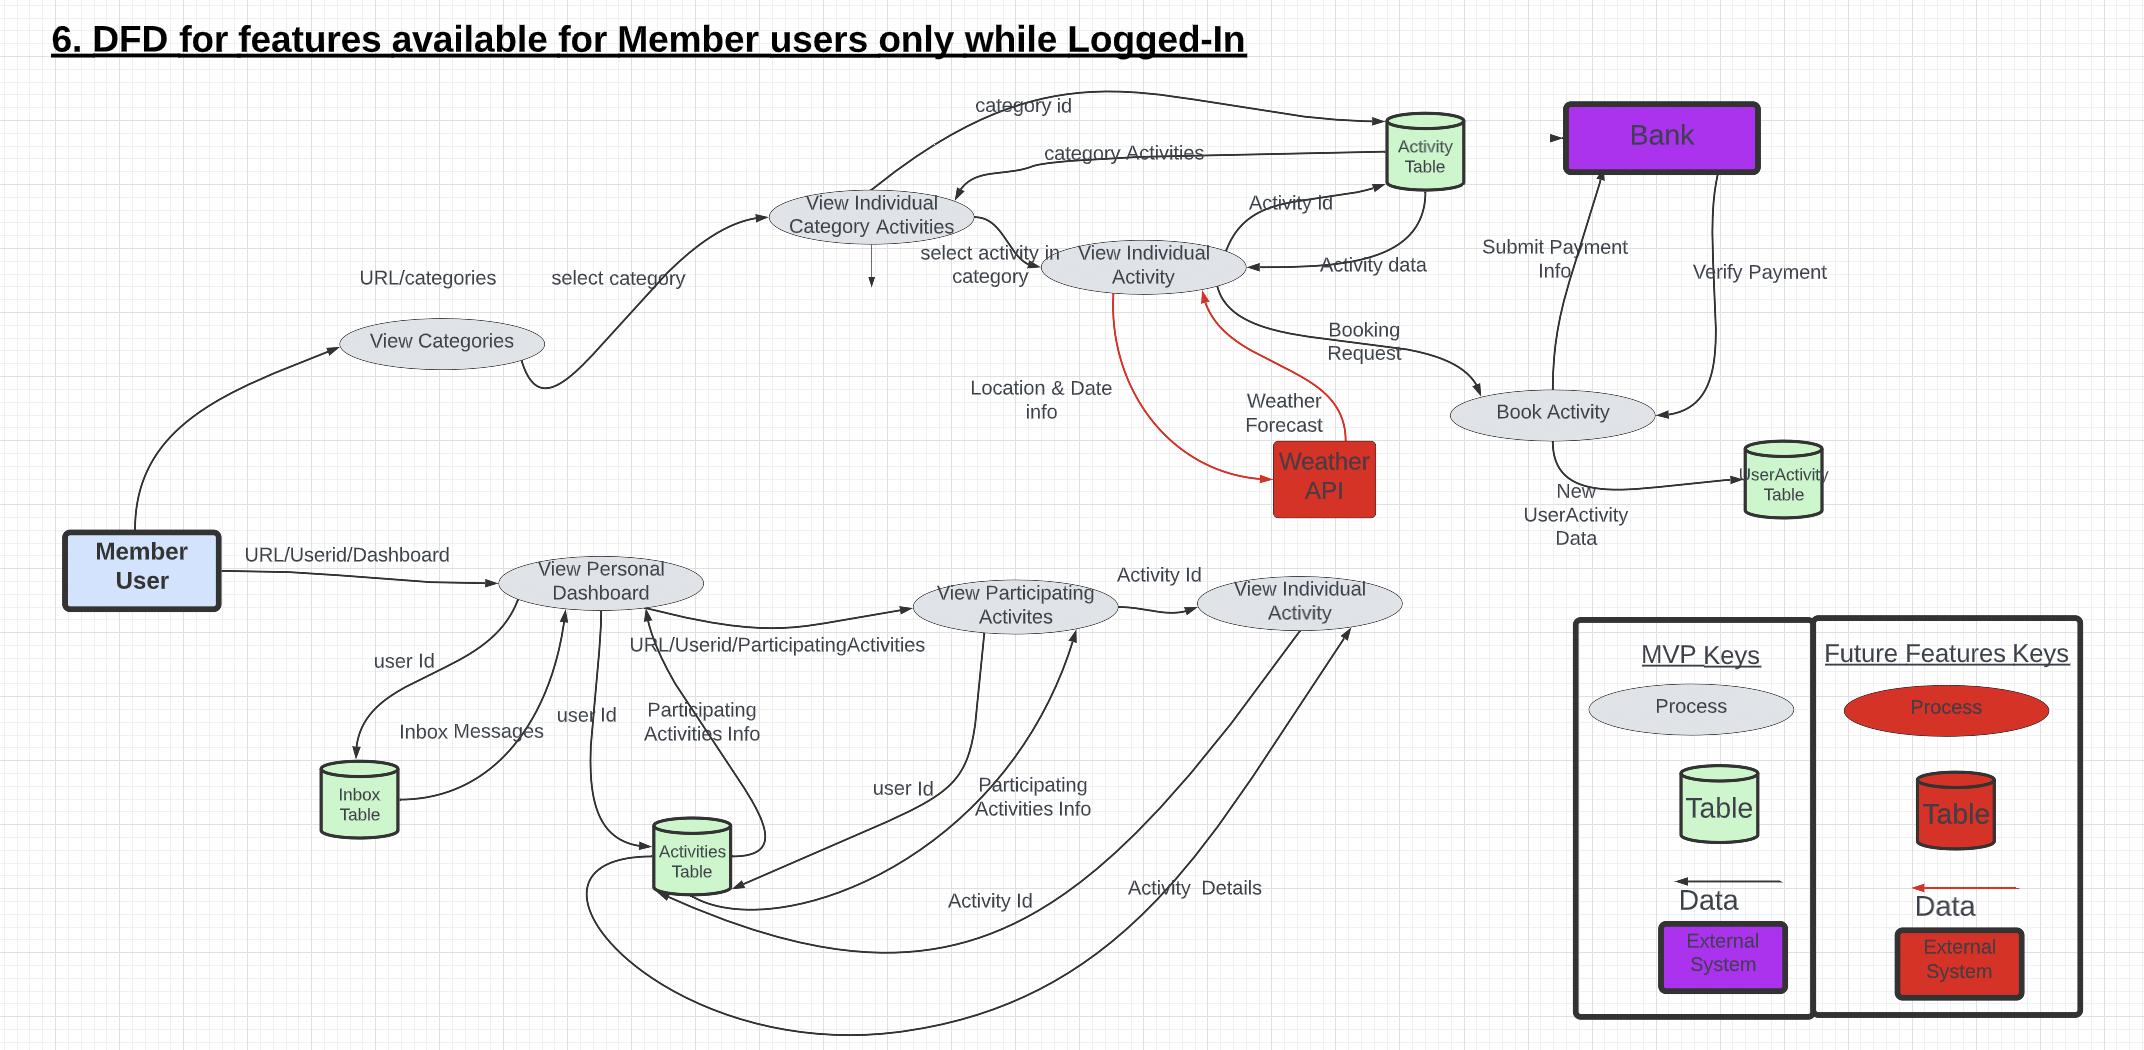 6. DFD for features available for Member users only while Logged-In
category id
category Activities
Activity
Table
Bank
View Individual
Category Activities
Activity Id
select activity in
category
View Individual
Activity
Activity data
Submit Payment
Info
Verify Payment
URL/categories
select category
View Categories
Booking
Request
Location & Date
info
Weather
Forecast
Book Activity
Weather
API
UserActivity
Table
New
UserActivity
Data
Member
User
URL/Userid/Dashboard
View Personal
Dashboard
View Participating
Activites
Activity Id
View Individual
Activity
URL/Userid/ParticipatingActivities
user Id
Inbox Messages
user Id
Participating
Activities Info
Inbox
Table
user Id
Participating
Activities Info
Activities
Table
Activity Id
Activity Details
MVP Keys
Process
Table
Data
External
System
Future Features Keys
Process
Table
Data
External
System